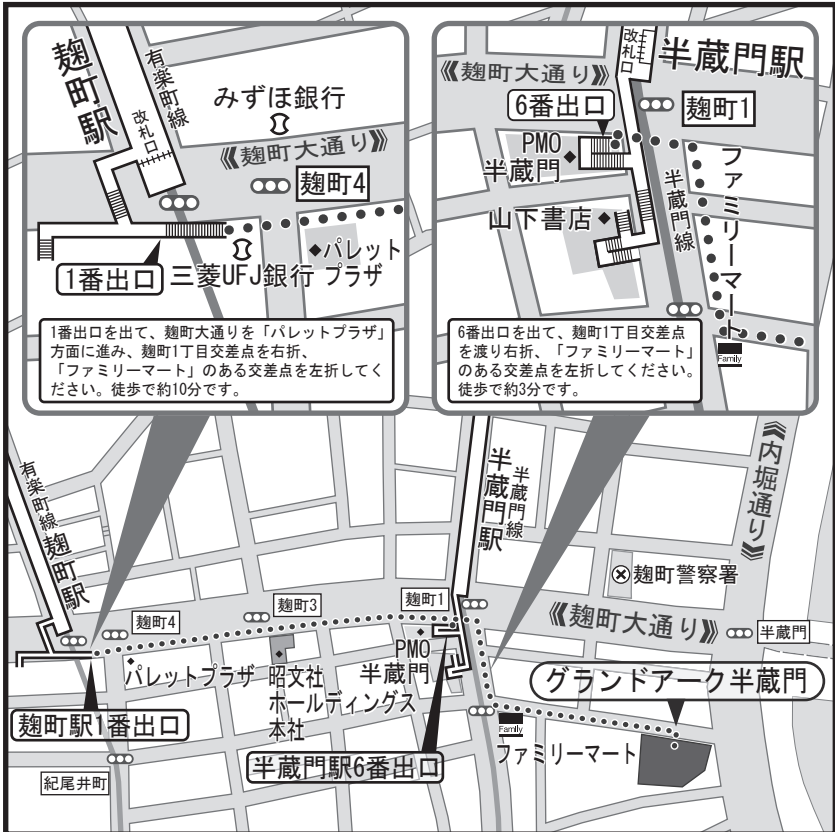 麹町駅
有楽町線
改札口
みずほ銀行
《麹町大通り》
麹町4
1番出口
三菱UFJ銀行
パレット
プラザ
1番出口を出て、麹町大通りを「パレットプラザ」
方面に進み、麹町1丁目交差点を右折、
「ファミリーマート」のある交差点を左折してく
ださい。徒歩で約10分です。
改札口
半蔵門駅
《麹町大通り》
6番出口
麹町1
PMO
半蔵門
山下書店
半蔵門線
ファミリーマート
Family
6番出口を出て、麹町1丁目交差点
を渡り右折、「ファミリーマート」
のある交差点を左折してください。
徒歩で約3分です。
有楽町線
麹町駅
半蔵門線
半蔵門駅
《内堀通り》
麹町警察署
麹町4
麹町3
麹町1
《麹町大通り》
半蔵門
パレットプラザ
昭文社
ホールディングス
本社
PMO
半蔵門
グランドアーク半蔵門
麹町駅1番出口
半蔵門駅6番出口
Family
ファミリーマート
紀尾井町